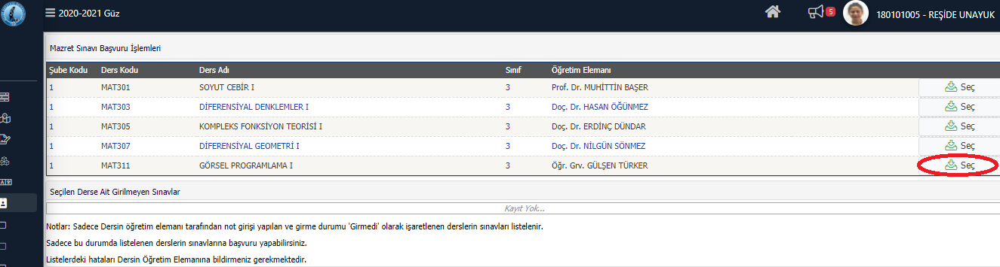 2020-2021 Güz
5
180101005 - REŞİDE UNAYUK
Mazret Sınavı Başvuru İşlemleri
Şube Kodu Ders Kodu Ders Adı Sınıf Öğretim Elemanı
1 MAT301 SOYUT CEBİR I 3 Prof. Dr. MUHİTTİN BAŞER Seç
1 MAT303 DİFERENSİYAL DENKLEMLER I 3 Doç. Dr. HASAN ÖĞÜNMEZ Seç
1 MAT305 KOMPLEKS FONKSİYON TEORİSİ I 3 Doç. Dr. ERDİNÇ DÜNDAR Seç
1 MAT307 DİFERENSİYAL GEOMETRİ I 3 Doç. Dr. NİLGÜN SÖNMEZ Seç
1 MAT311 GÖRSEL PROGRAMLAMA I 3 Öğr. Grv. GÜLŞEN TÜRKER Seç
Seçilen Derse Ait Girilmeyen Sınavlar
Kayıt Yok...
Notlar: Sadece Dersin öğretim elemanı tarafından not girişi yapılan ve girme durumu 'Girmedi' olarak işaretlenen derslerin sınavları listelenir.
Sadece bu durumda listelenen derslerin sınavlarına başvuru yapabilirsiniz.
Listelerdeki hataları Dersin Öğretim Elemanına bildirmeniz gerekmektedir.